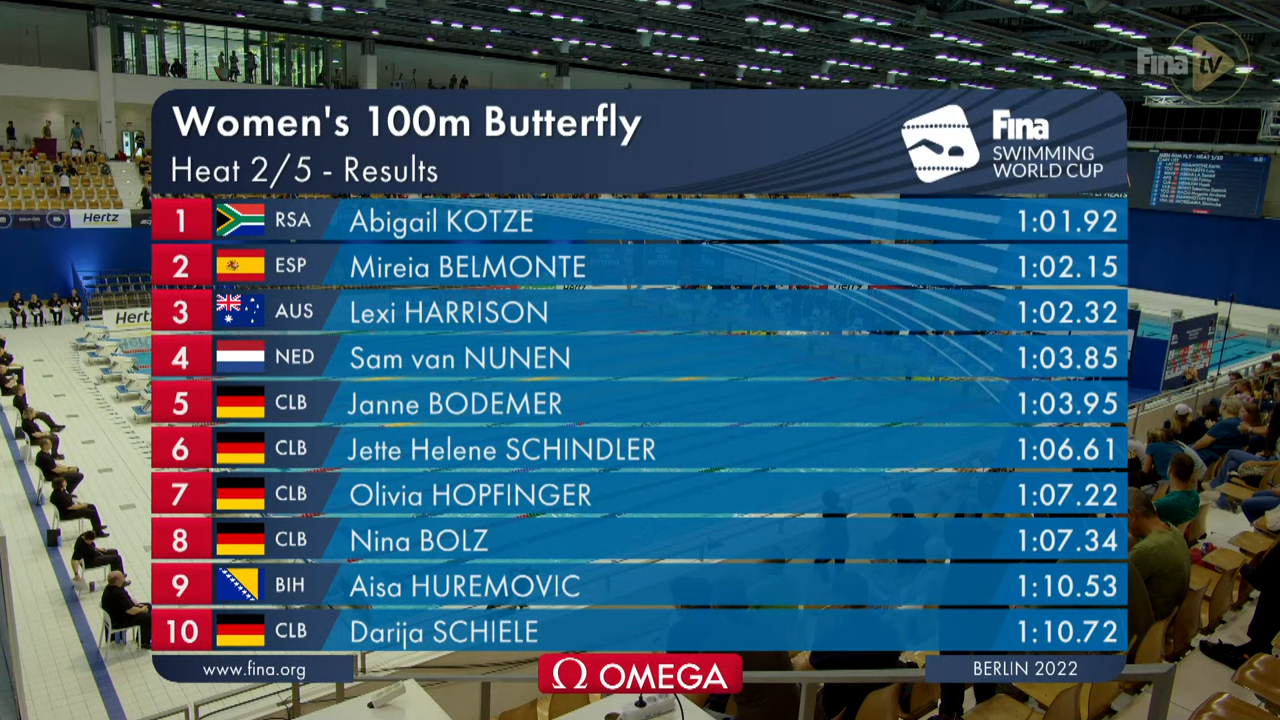 Fina tv
Women's 100m Butterfly
Heat 2/5 - Results
Fina
SWIMMING
WORLD CUP
1 RSA Abigail KOTZE 1:01.92
2 ESP Mireia BELMONTE 1:02.15
3 AUS Lexi HARRISON 1:02.32
4 NED Sam van NUNEN 1:03.85
5 CLB Janne BODEMER 1:03.95
6 CLB Jette Helene SCHINDLER 1:06.61
7 CLB Olivia HOPFINGER 1:07.22
8 CLB Nina BOLZ 1:07.34
9 BIH Aisa HUREMOVIC 1:10.53
10 CLB Darija SCHIELE 1:10.72
www.fina.org
OMEGA
BERLIN 2022
Hertz